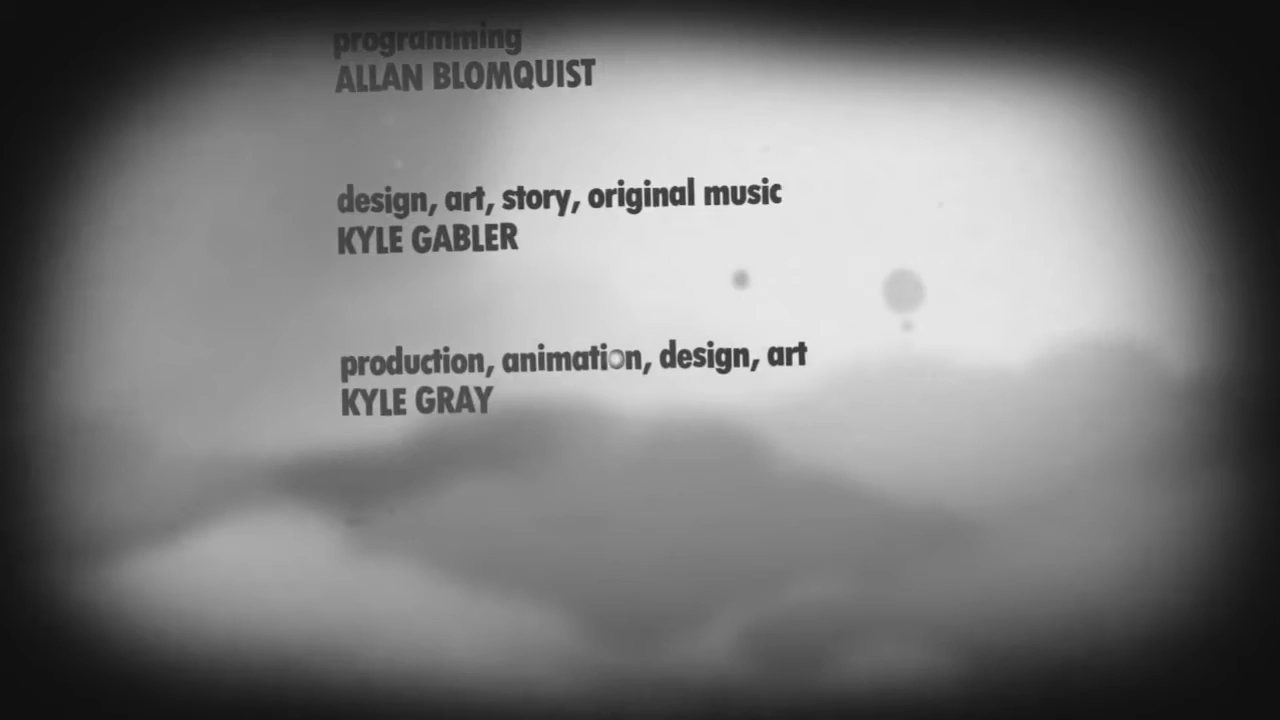 programming
ALLAN BLOMQUIST
design, art, story, original music
KYLE GABLER
production, animation, design, art
KYLE GRAY